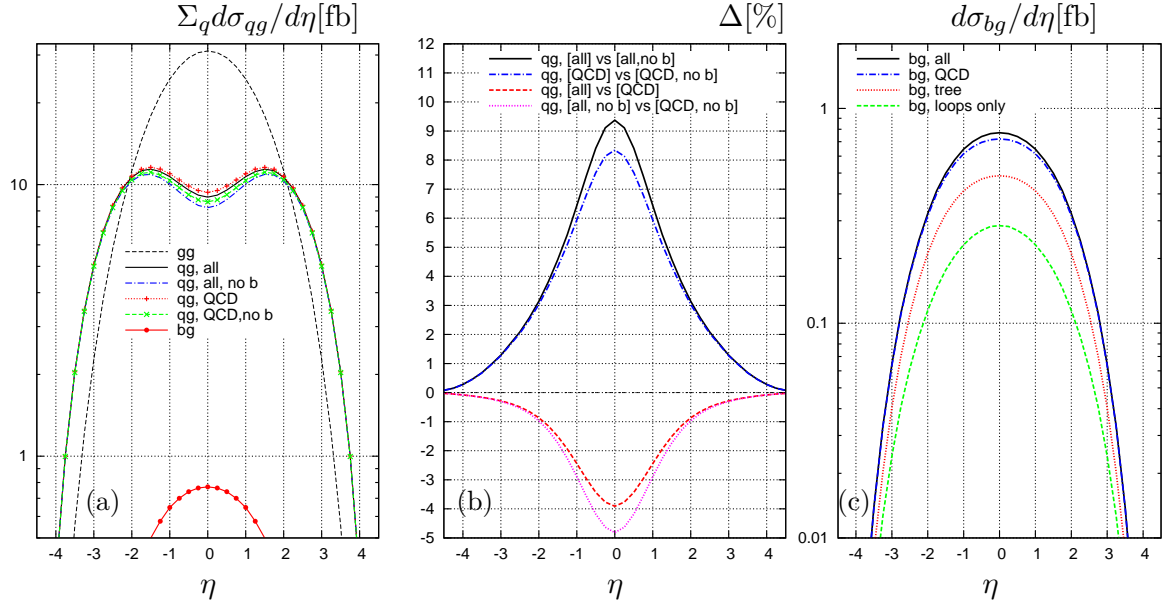 Σ_q dσ_qg/dη[fb]
10
1
gg
qg, all
qg, all, no b
qg, QCD
qg, QCD,no b
bg
(a)
-4 -3 -2 -1 0 1 2 3 4
η
Δ[%]
12
11
10
9
8
7
6
5
4
3
2
1
0
-1
-2
-3
-4
-5
qg, [all] vs [all,no b]
qg, [QCD] vs [QCD, no b]
qg, [all] vs [QCD]
qg, [all, no b] vs [QCD, no b]
(b)
-4 -3 -2 -1 0 1 2 3 4
η
dσ_bg/dη[fb]
1
0.1
0.01
bg, all
bg, QCD
bg, tree
bg, loops only
(c)
-4 -3 -2 -1 0 1 2 3 4
η